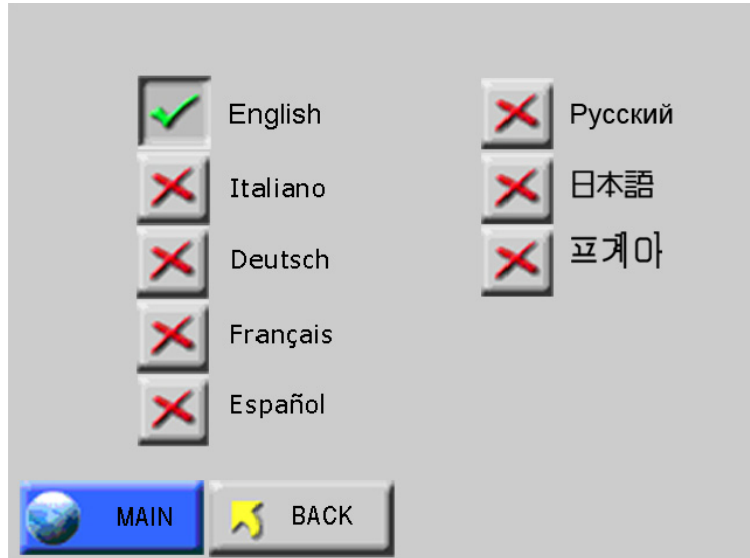 English
Italiano
Deutsch
Français
Español
Русский
日本語
프계아
MAIN
BACK